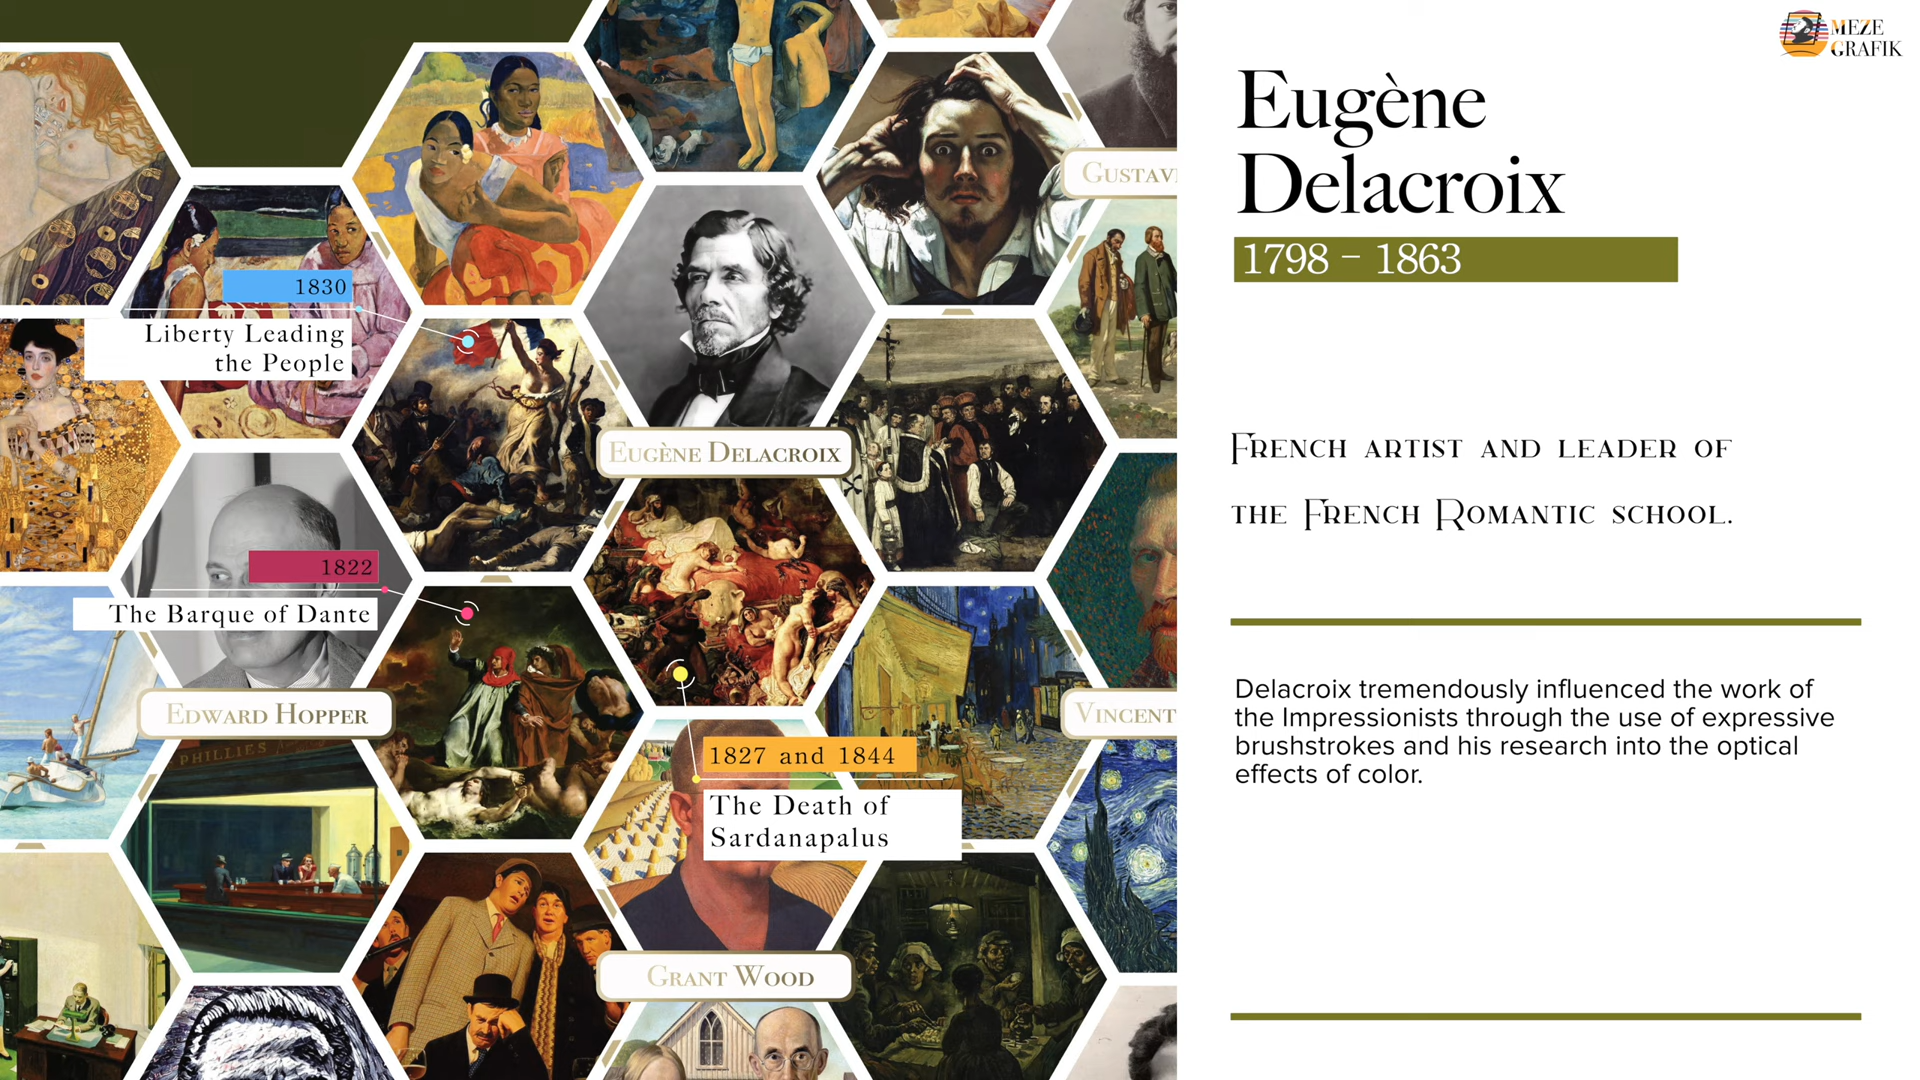 MEZE
GRAFIK
Eugène
Delacroix
1798 – 1863
French artist and leader of
the French Romantic school.
Delacroix tremendously influenced the work of
the Impressionists through the use of expressive
brushstrokes and his research into the optical
effects of color.
Gustav
1830
Liberty Leading
the People
Eugène Delacroix
1822
The Barque of Dante
Edward Hopper
Vincent
PHILLIES
1827 and 1844
The Death of
Sardanapalus
Grant Wood